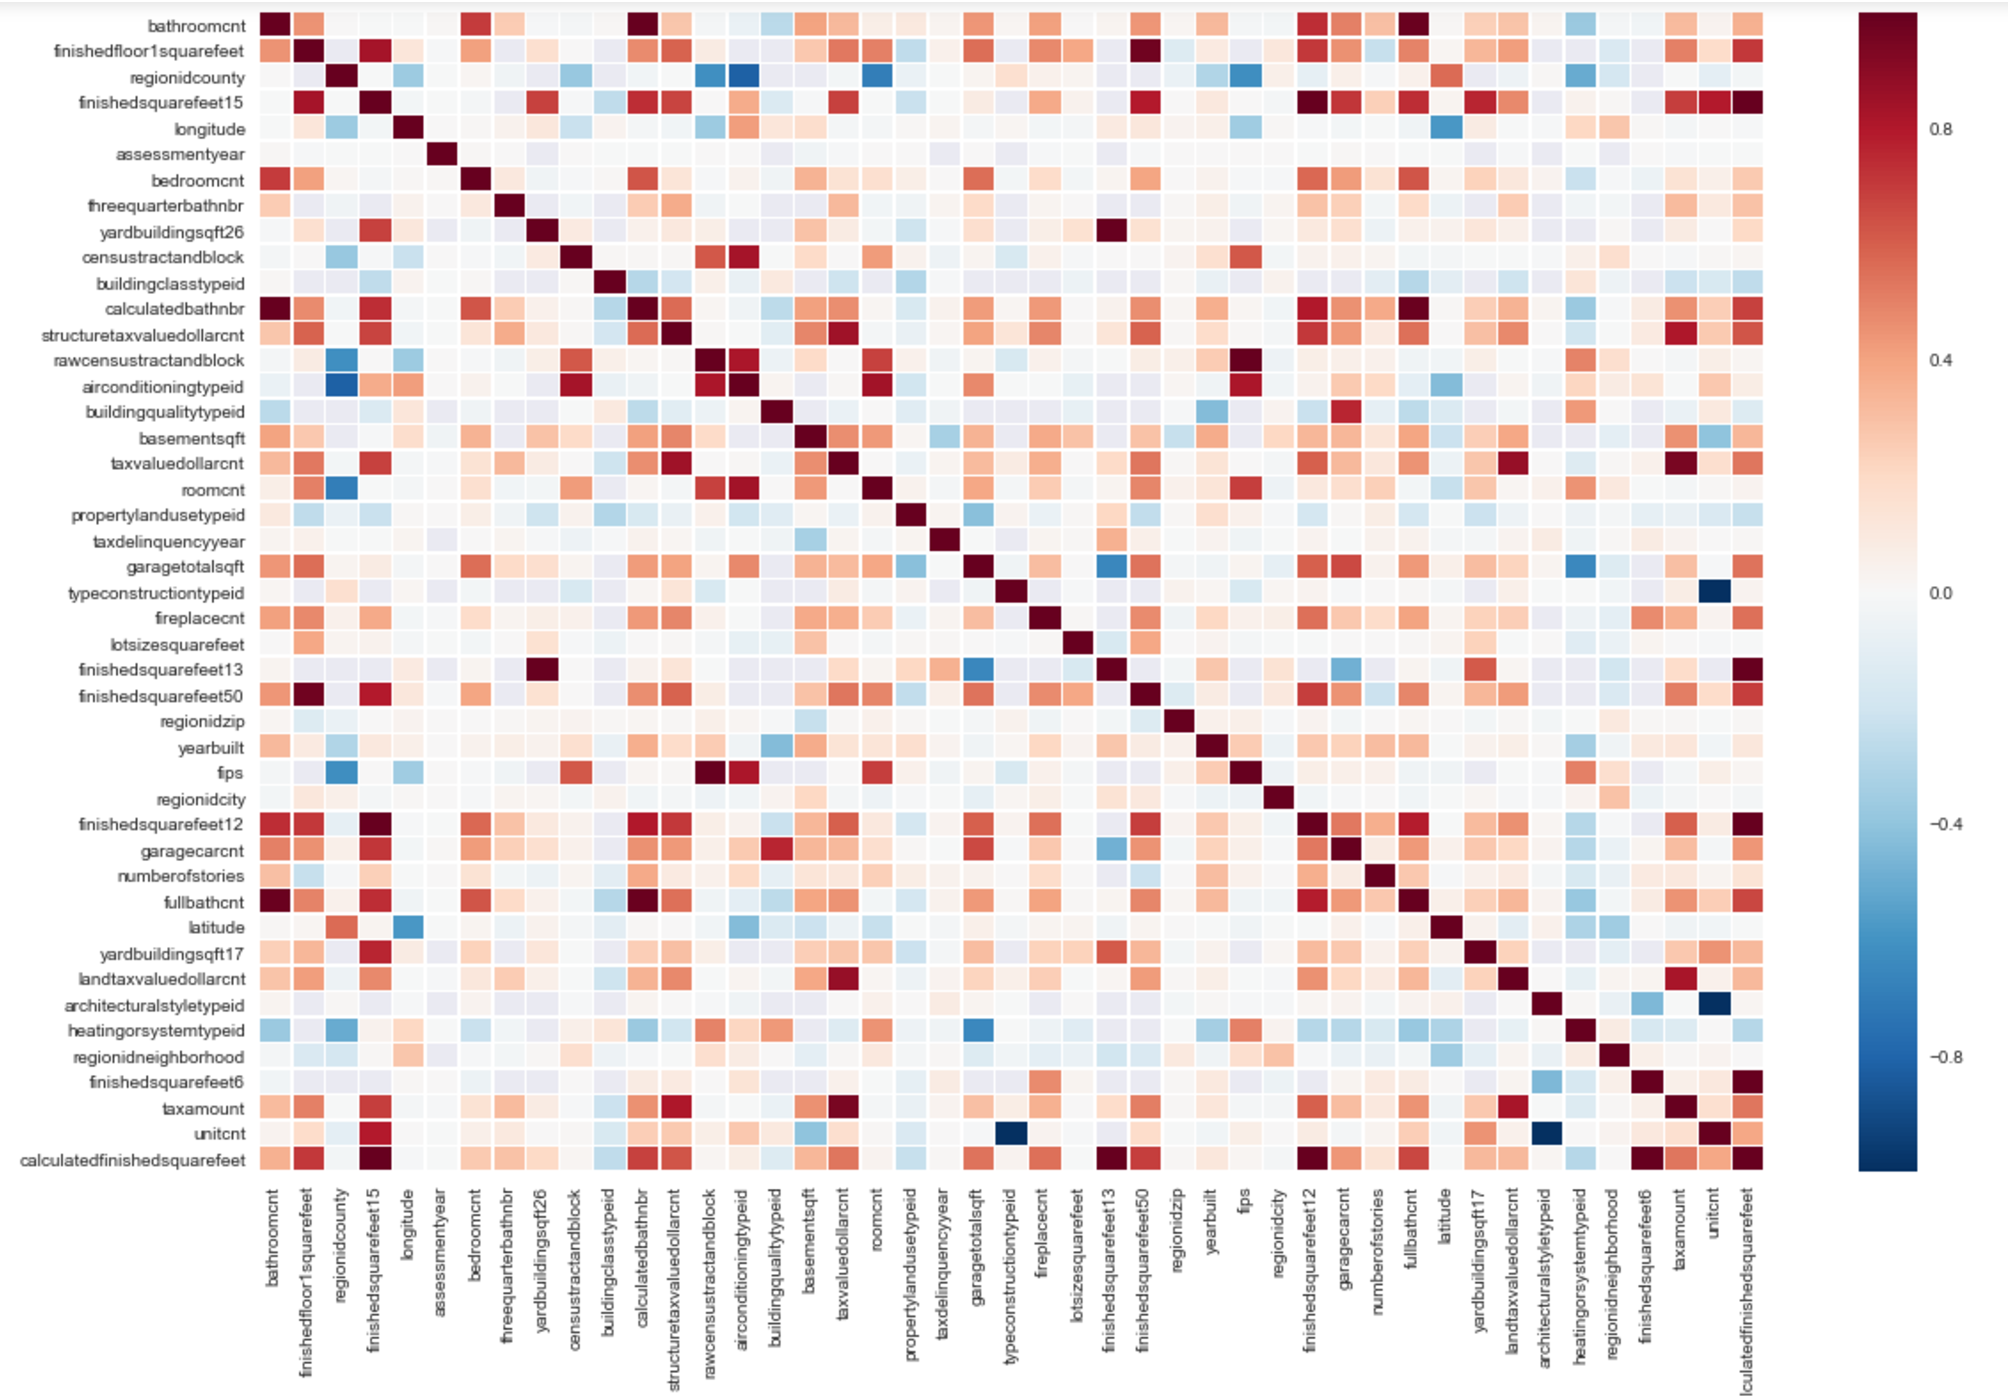 bathroomcnt
finishedfloor1squarefeet
regionidcounty
finishedsquarefeet15
longitude
assessmentyear
bedroomcnt
threequarterbathnbr
yardbuildingsqft26
censustractandblock
buildingclasstypeid
calculatedbathnbr
structuretaxvaluedollarcnt
rawcensustractandblock
airconditioningtypeid
buildingqualitytypeid
basementsqft
taxvaluedollarcnt
roomcnt
propertylandusetypeid
taxdelinquencyyear
garagetotalsqft
typeconstructiontypeid
fireplacecnt
lotsizesquarefeet
finishedsquarefeet13
finishedsquarefeet50
regionidzip
yearbuilt
fips
regionidcity
finishedsquarefeet12
garagecarcnt
numberofstories
fullbathcnt
latitude
yardbuildingsqft17
landtaxvaluedollarcnt
architecturalstyletypeid
heatingorsystemtypeid
regionidneighborhood
finishedsquarefeet6
taxamount
unitcnt
calculatedfinishedsquarefeet
bathroomcnt
finishedfloor1squarefeet
regionidcounty
finishedsquarefeet15
longitude
assessmentyear
bedroomcnt
threequarterbathnbr
yardbuildingsqft26
censustractandblock
buildingclasstypeid
calculatedbathnbr
structuretaxvaluedollarcnt
rawcensustractandblock
airconditioningtypeid
buildingqualitytypeid
basementsqft
taxvaluedollarcnt
roomcnt
propertylandusetypeid
taxdelinquencyyear
garagetotalsqft
typeconstructiontypeid
fireplacecnt
lotsizesquarefeet
finishedsquarefeet13
finishedsquarefeet50
regionidzip
yearbuilt
fips
regionidcity
finishedsquarefeet12
garagecarcnt
numberofstories
fullbathcnt
latitude
yardbuildingsqft17
landtaxvaluedollarcnt
architecturalstyletypeid
heatingorsystemtypeid
regionidneighborhood
finishedsquarefeet6
taxamount
unitcnt
lculatedfinishedsquarefeet
0.8
0.4
0.0
−0.4
−0.8